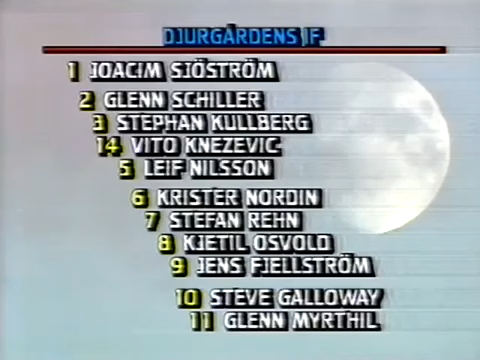 DJURGÅRDENS IF
1 JOACIM SJÖSTRÖM
2 GLENN SCHILLER
3 STEPHAN KULLBERG
14 VITO KNEZEVIC
5 LEIF NILSSON
6 KRISTER NORDIN
7 STEFAN REHN
8 KJETIL OSVOLD
9 JENS FJELLSTRÖM
10 STEVE GALLOWAY
11 GLENN MYRTHIL